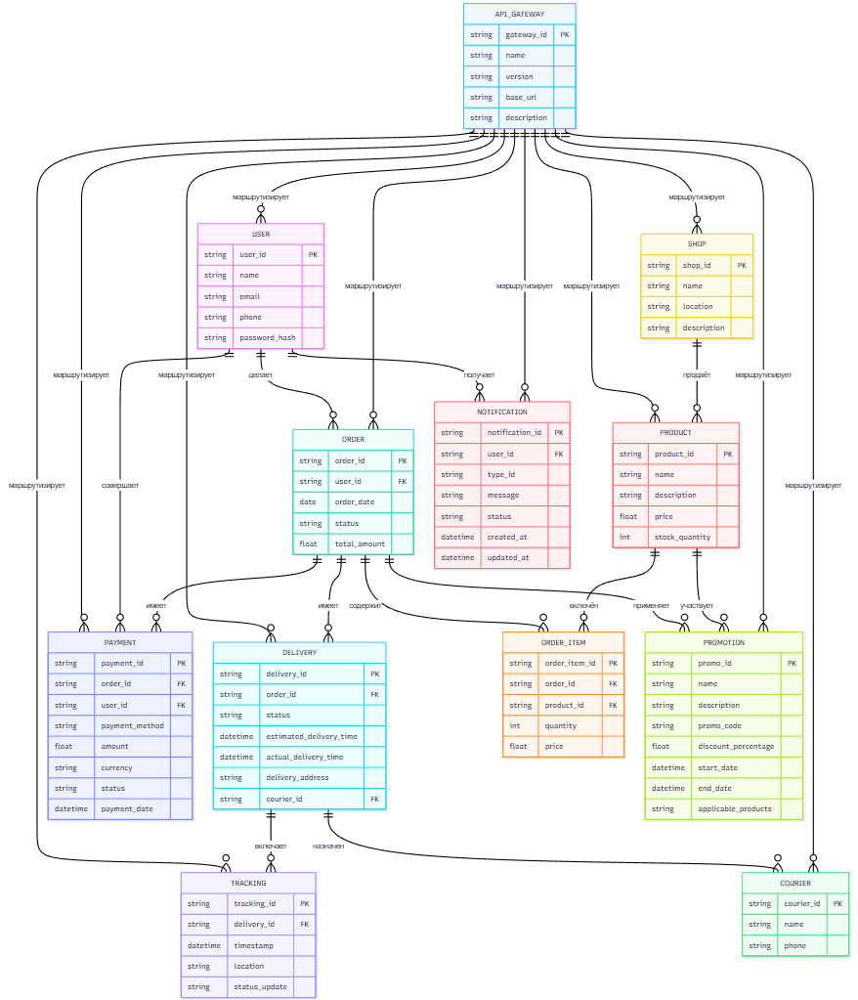 API_GATEWAY
string gateway_id PK
string name
string version
string base_url
string description
маршрутизирует
маршрутизирует
USER
string user_id PK
string name
string email
string phone
string password_hash
SHOP
string shop_id PK
string name
string location
string description
маршрутизирует
маршрутизирует
маршрутизирует
маршрутизирует
маршрутизирует
делает
получает
продаёт
маршрутизирует
ORDER
string order_id PK
string user_id FK
date order_date
string status
float total_amount
NOTIFICATION
string notification_id PK
string user_id FK
string type_id
string message
string status
datetime created_at
datetime updated_at
PRODUCT
string product_id PK
string name
string description
float price
int stock_quantity
маршрутизирует
совершает
маршрутизирует
имеет
имеет
содержит
включён
применяет
участвует
PAYMENT
string payment_id PK
string order_id FK
string user_id FK
string payment_method
float amount
string currency
string status
datetime payment_date
DELIVERY
string delivery_id PK
string order_id FK
string status
datetime estimated_delivery_time
datetime actual_delivery_time
string delivery_address
string courier_id FK
ORDER_ITEM
string order_item_id PK
string order_id FK
string product_id FK
int quantity
float price
PROMOTION
string promo_id PK
string name
string description
string promo_code
float discount_percentage
datetime start_date
datetime end_date
string applicable_products
включает
назначен
TRACKING
string tracking_id PK
string delivery_id FK
datetime timestamp
string location
string status_update
COURIER
string courier_id PK
string name
string phone